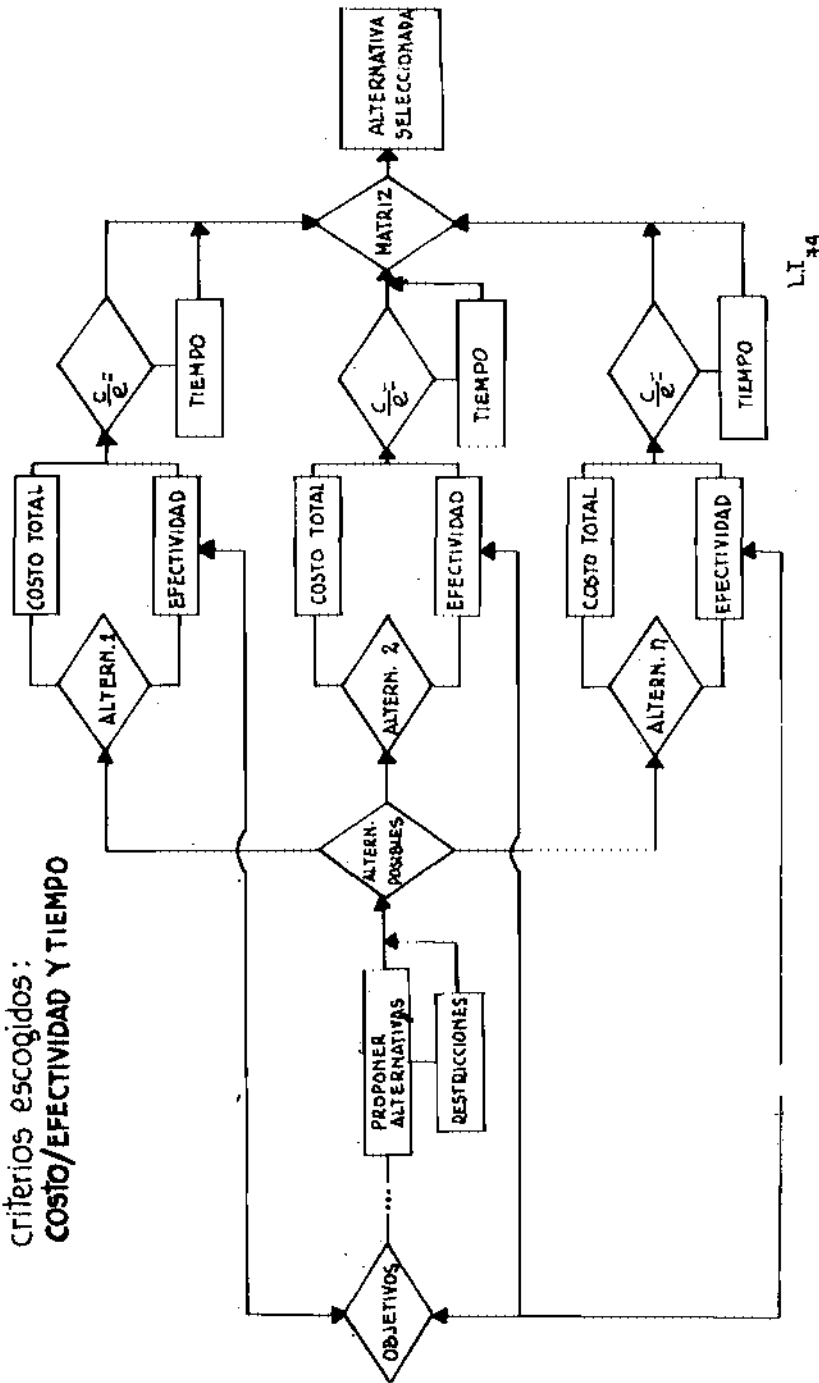 Criterios escogidos:
COSTO/EFECTIVIDAD Y TIEMPO
OBJETIVOS
...
PROPONER
ALTERNATIVAS
RESTRICCIONES
ALTERN.
POSIBLES
ALTERN. 1
COSTO TOTAL
EFECTIVIDAD
C/e =
TIEMPO
ALTERN. 2
COSTO TOTAL
EFECTIVIDAD
C/e =
TIEMPO
ALTERN. n
COSTO TOTAL
EFECTIVIDAD
C/e =
TIEMPO
MATRIZ
ALTERNATIVA
SELECCIONADA
L.I 74